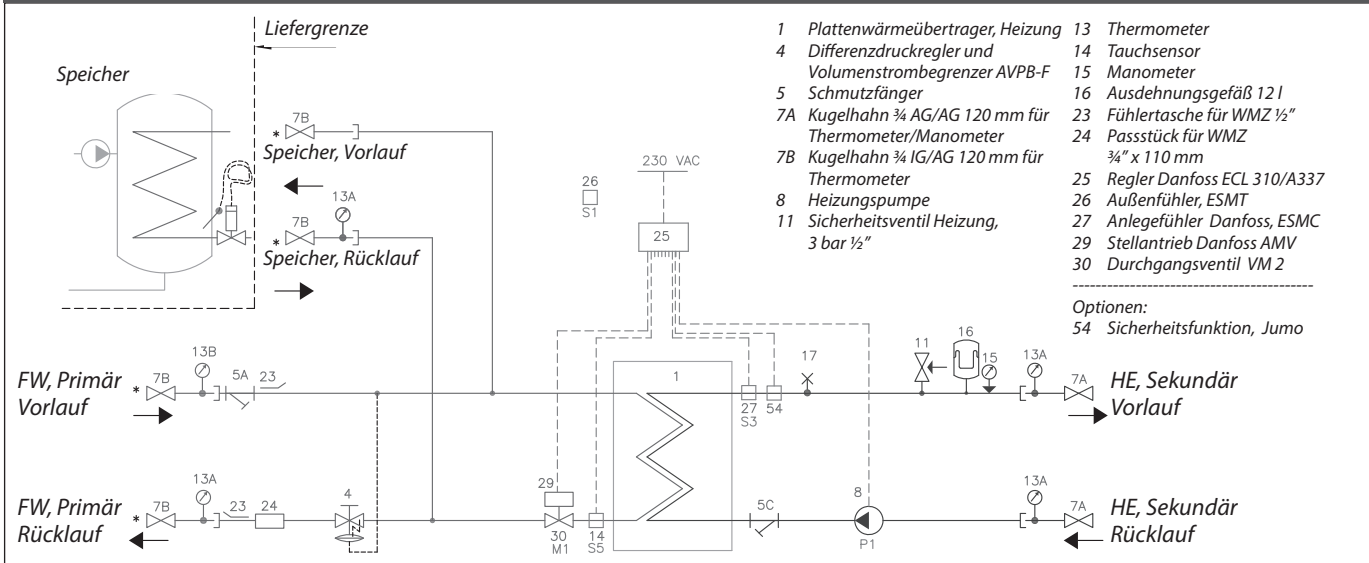 Liefergrenze
Speicher
7B
*
Speicher, Vorlauf
13A
7B
*
Speicher, Rücklauf
230 VAC
26
S1
25
1 Plattenwärmeübertrager, Heizung
4 Differenzdruckregler und
Volumenstrombegrenzer AVPB-F
5 Schmutzfänger
7A Kugelhahn ¾ AG/AG 120 mm für
Thermometer/Manometer
7B Kugelhahn ¾ IG/AG 120 mm für
Thermometer
8 Heizungspumpe
11 Sicherheitsventil Heizung,
3 bar ½”
13 Thermometer
14 Tauchsensor
15 Manometer
16 Ausdehnungsgefäß 12 l
23 Fühlertasche für WMZ ½”
24 Passstück für WMZ
¾” x 110 mm
25 Regler Danfoss ECL 310/A337
26 Außenfühler, ESMT
27 Anlegefühler Danfoss, ESMC
29 Stellantrieb Danfoss AMV
30 Durchgangsventil VM 2
Optionen:
54 Sicherheitsfunktion, Jumo
FW, Primär
Vorlauf
*
7B
13B
5A
23
1
27
S3
54
17
11
16
15
13A
7A
HE, Sekundär
Vorlauf
FW, Primär
Rücklauf
*
7B
13A
23
24
4
29
30
M1
14
S5
5C
8
P1
13A
7A
HE, Sekundär
Rücklauf